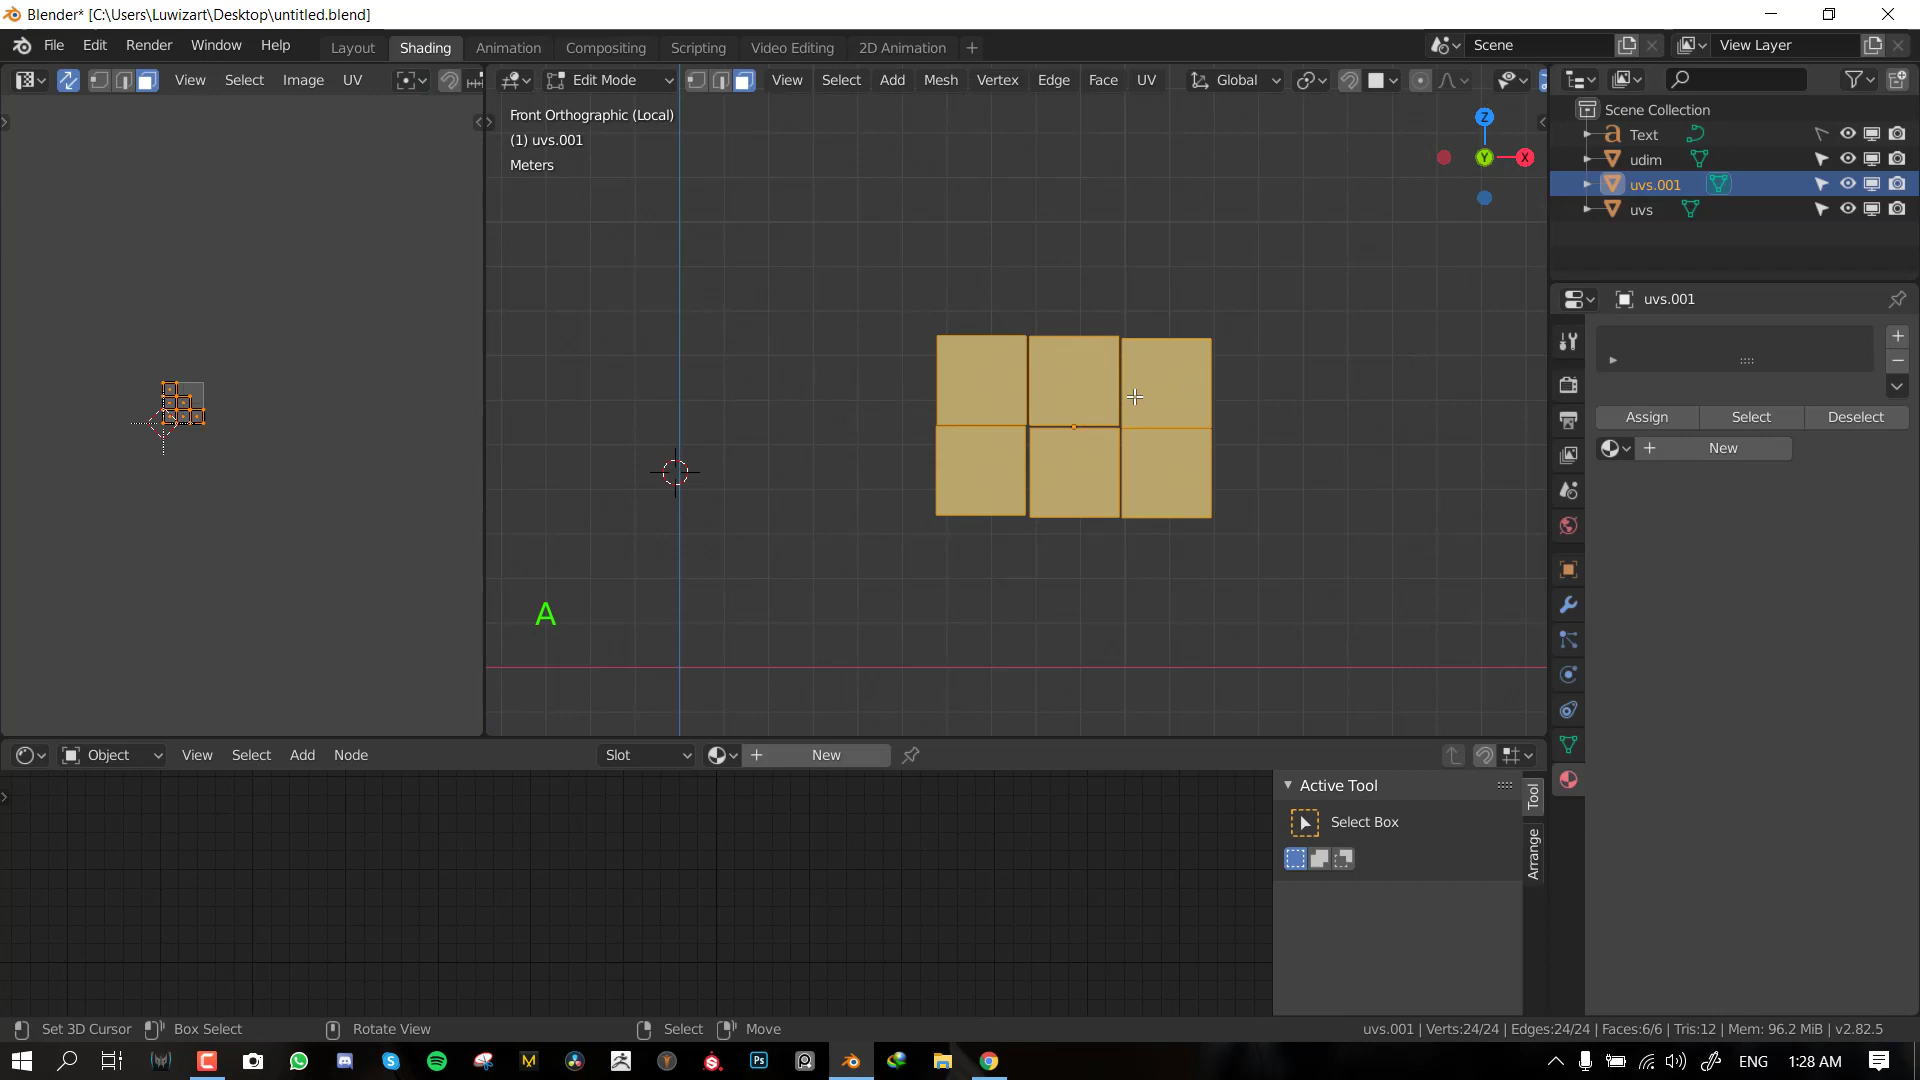 Blender* [C:\Users\Luwizart\Desktop\untitled.blend]
File Edit Render Window Help
Layout Shading Animation Compositing Scripting Video Editing 2D Animation +
Scene
View Layer
View Select Image UV
Edit Mode View Select Add Mesh Vertex Edge Face UV Global
Front Orthographic (Local)
(1) uvs.001
Meters
Z
Y
X
Scene Collection
Text
udim
uvs.001
uvs
uvs.001
Assign Select Deselect
New
A
Object View Select Add Node Slot New
Active Tool
Select Box
Tool
Arrange
Set 3D Cursor Box Select Rotate View Select Move
uvs.001 | Verts:24/24 | Edges:24/24 | Faces:6/6 | Tris:12 | Mem: 96.2 MiB | v2.82.5
ENG 1:28 AM